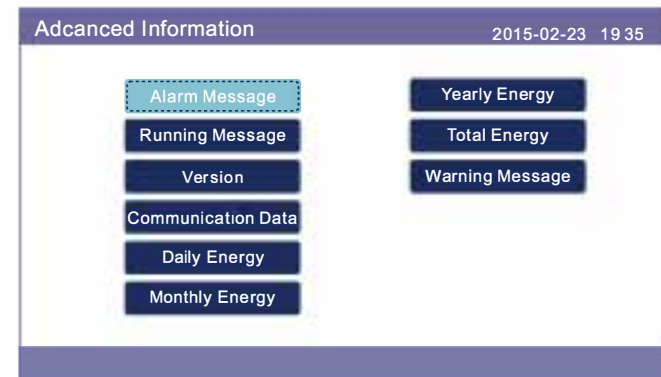 Adcanced Information
2015-02-23 19 35
Alarm Message
Running Message
Version
Communication Data
Daily Energy
Monthly Energy
Yearly Energy
Total Energy
Warning Message